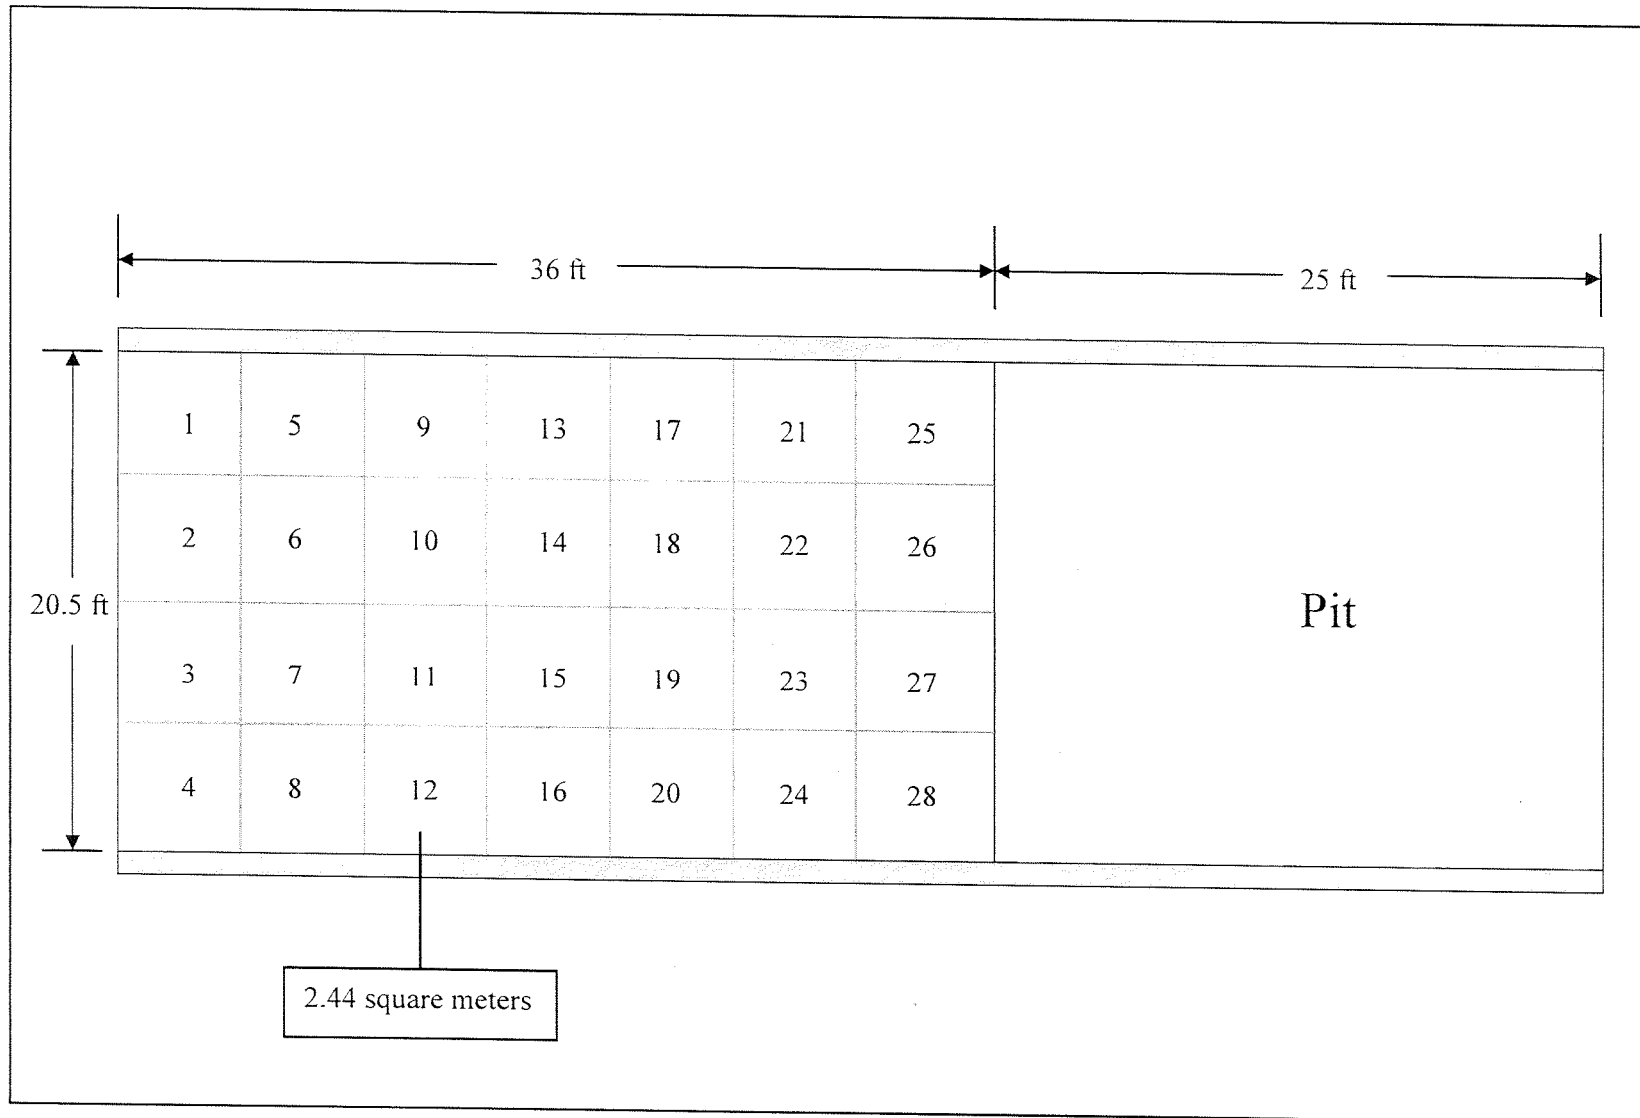 36 ft
25 ft
1 5 9 13 17 21 25
2 6 10 14 18 22 26
20.5 ft
Pit
3 7 11 15 19 23 27
4 8 12 16 20 24 28
2.44 square meters